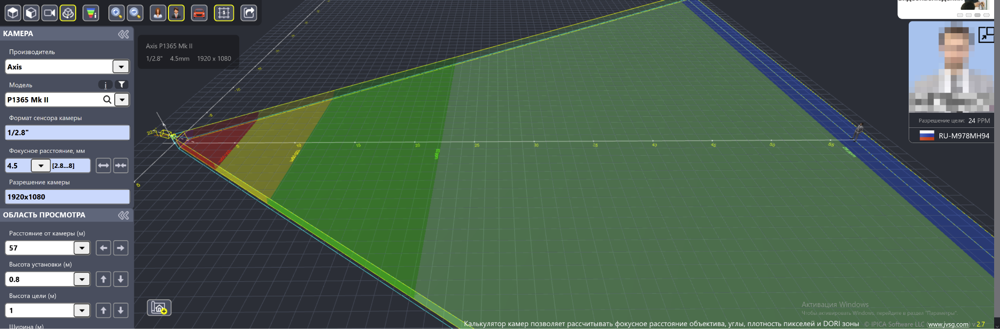 КАМЕРА
Производитель
Axis
Модель
i
P1365 Mk II
Формат сенсора камеры
1/2.8"
Фокусное расстояние, мм
4.5
[2.8...8]
Разрешение камеры
1920x1080
ОБЛАСТЬ ПРОСМОТРА
Расстояние от камеры (м)
57
Высота установки (м)
0.8
Высота цели (м)
1
Ширина (м)
Axis P1365 Mk II
1/2.8" 4.5mm 1920 x 1080
5
10
15
20
25
30
35
40
45
50
55
Разрешение цели: 24 PPM
RU-M978MH94
Активация Windows
Чтобы активировать Windows, перейдите в раздел "Параметры".
Калькулятор камер позволяет рассчитывать фокусное расстояние объектива, углы, плотность пикселей и DORI зоны © IPICA Software LLC (www.jvsg.com) v 2.7